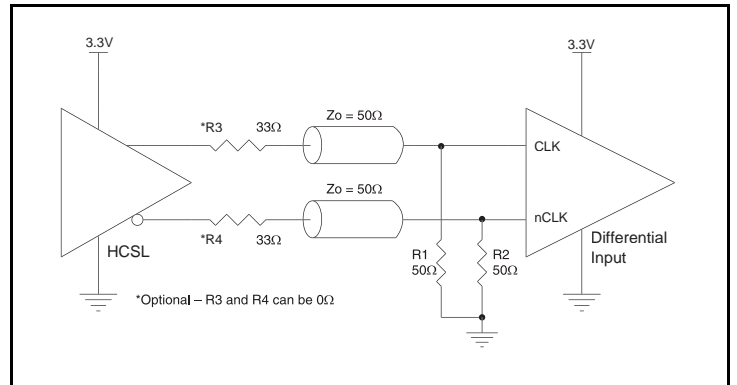 3.3V
3.3V
*R3 33Ω
Zo = 50Ω
CLK
Zo = 50Ω
*R4 33Ω
nCLK
HCSL
R1
50Ω
R2
50Ω
Differential
Input
*Optional – R3 and R4 can be 0Ω